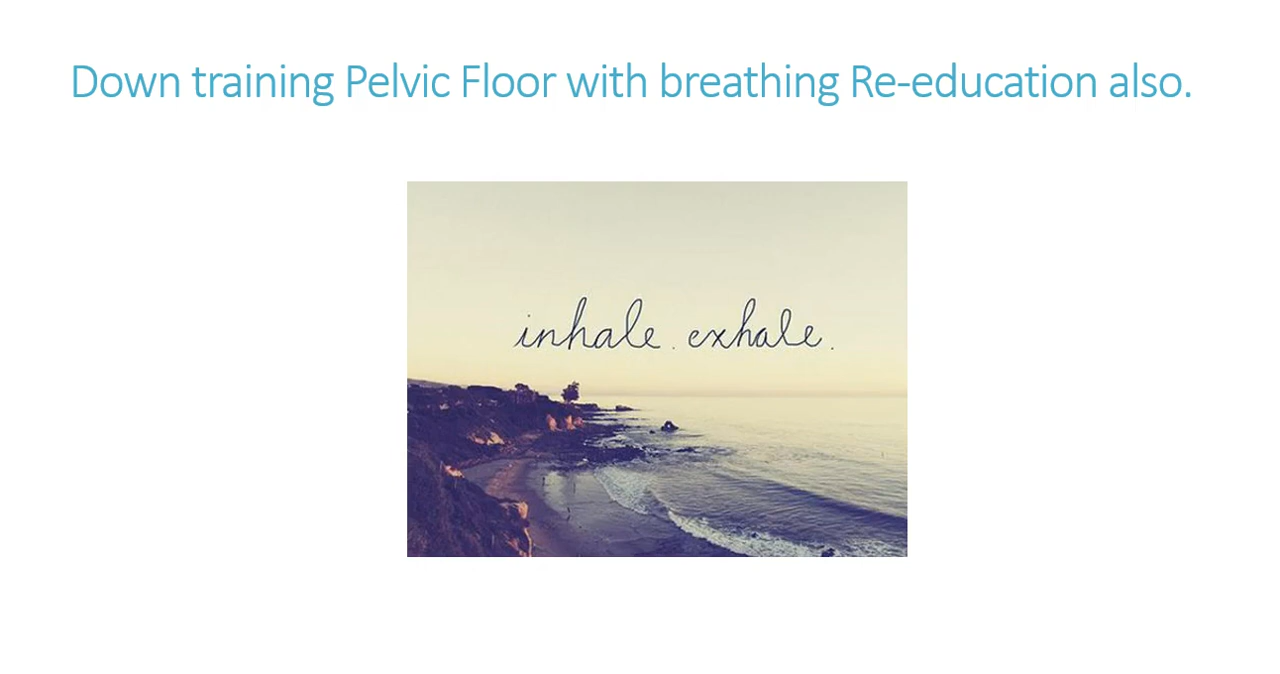 Down training Pelvic Floor with breathing Re-education also.
inhale. exhale.